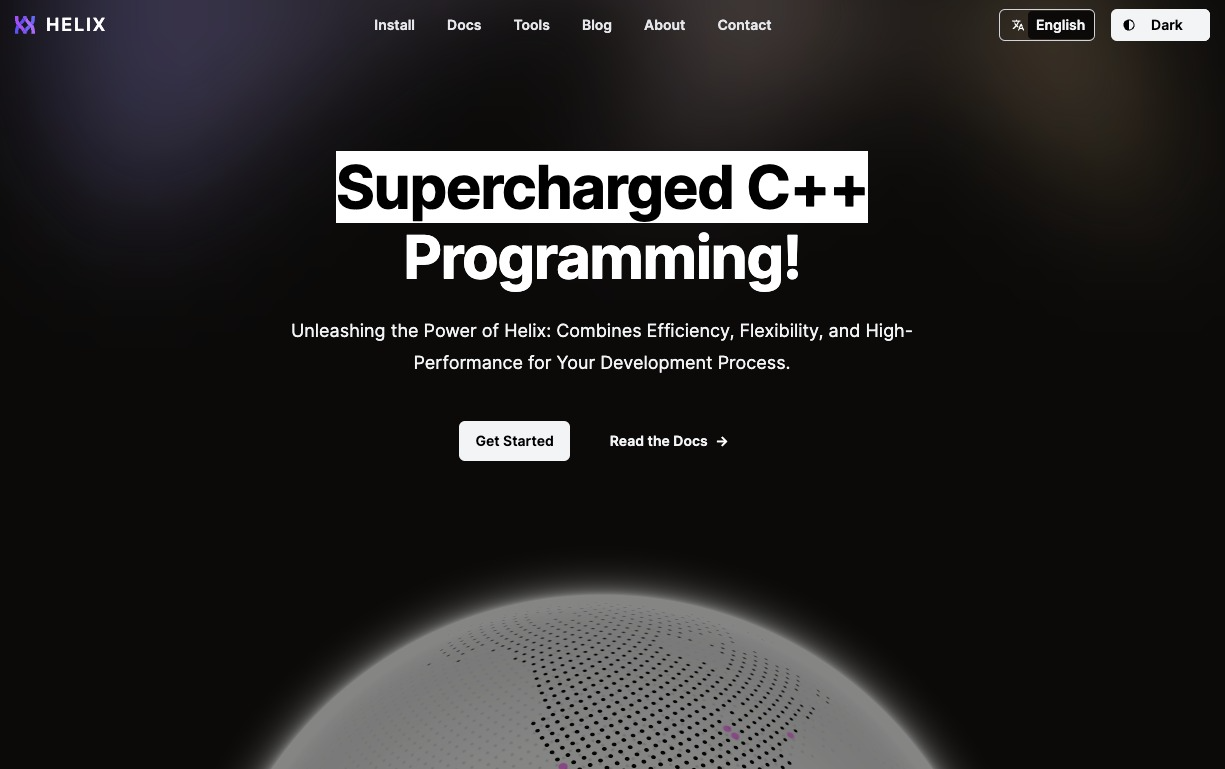 HELIX
Install Docs Tools Blog About Contact
English
Dark
Supercharged C++
Programming!
Unleashing the Power of Helix: Combines Efficiency, Flexibility, and High-
Performance for Your Development Process.
Get Started
Read the Docs →